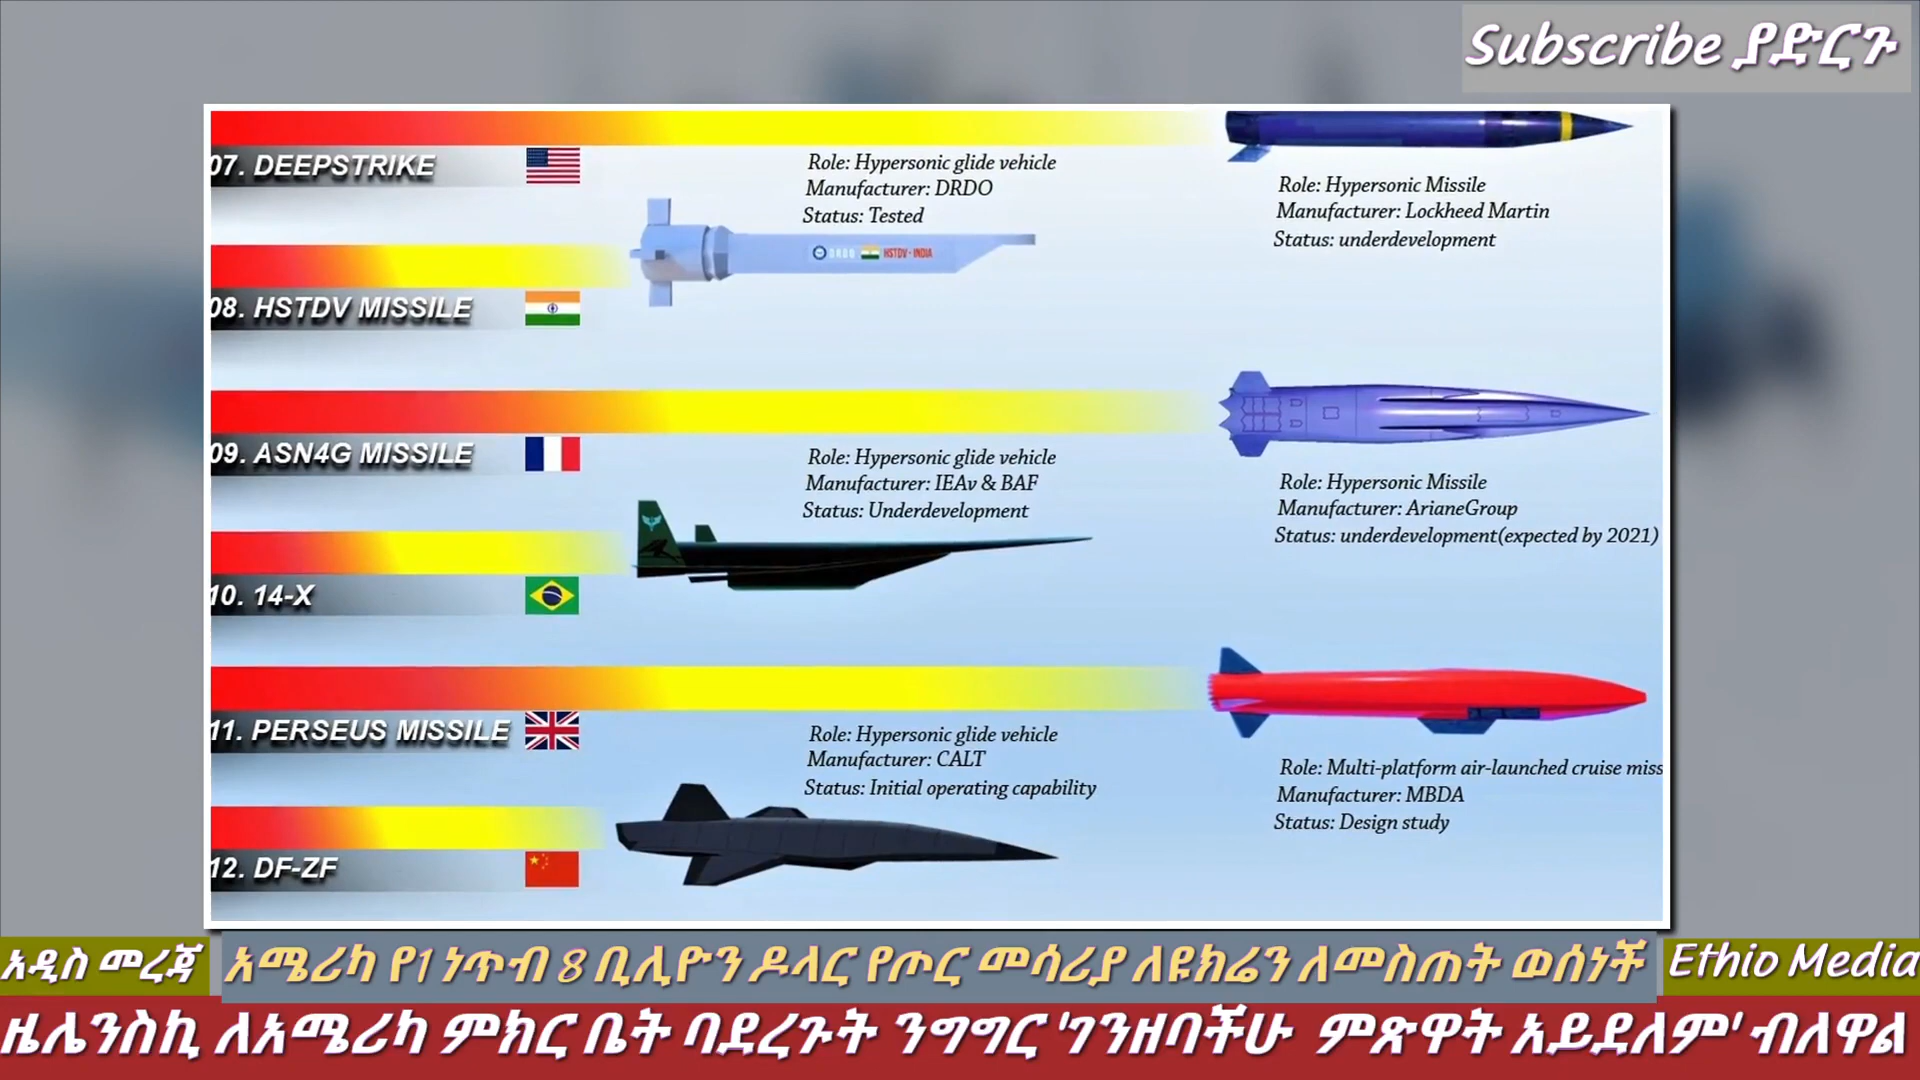 Subscribe ያድርጉ
07. DEEPSTRIKE
Role: Hypersonic glide vehicle
Manufacturer: DRDO
Status: Tested
Role: Hypersonic Missile
Manufacturer: Lockheed Martin
Status: underdevelopment
DRDO HSTDV - INDIA
08. HSTDV MISSILE
09. ASN4G MISSILE
Role: Hypersonic glide vehicle
Manufacturer: IEAv & BAF
Status: Underdevelopment
Role: Hypersonic Missile
Manufacturer: ArianeGroup
Status: underdevelopment(expected by 2021)
10. 14-X
11. PERSEUS MISSILE
Role: Hypersonic glide vehicle
Manufacturer: CALT
Status: Initial operating capability
Role: Multi-platform air-launched cruise miss
Manufacturer: MBDA
Status: Design study
12. DF-ZF
አዲስ መረጃ
አሜሪካ የ1 ነጥብ 8 ቢሊዮን ዶላር የጦር መሳሪያ ለዩክሬን ለመስጠት ወሰነች
Ethio Media
ዜሌንስኪ ለአሜሪካ ምክር ቤት ባደረጉት ንግግር 'ገንዘባችሁ ምጽዋት አይደለም' ብለዋል